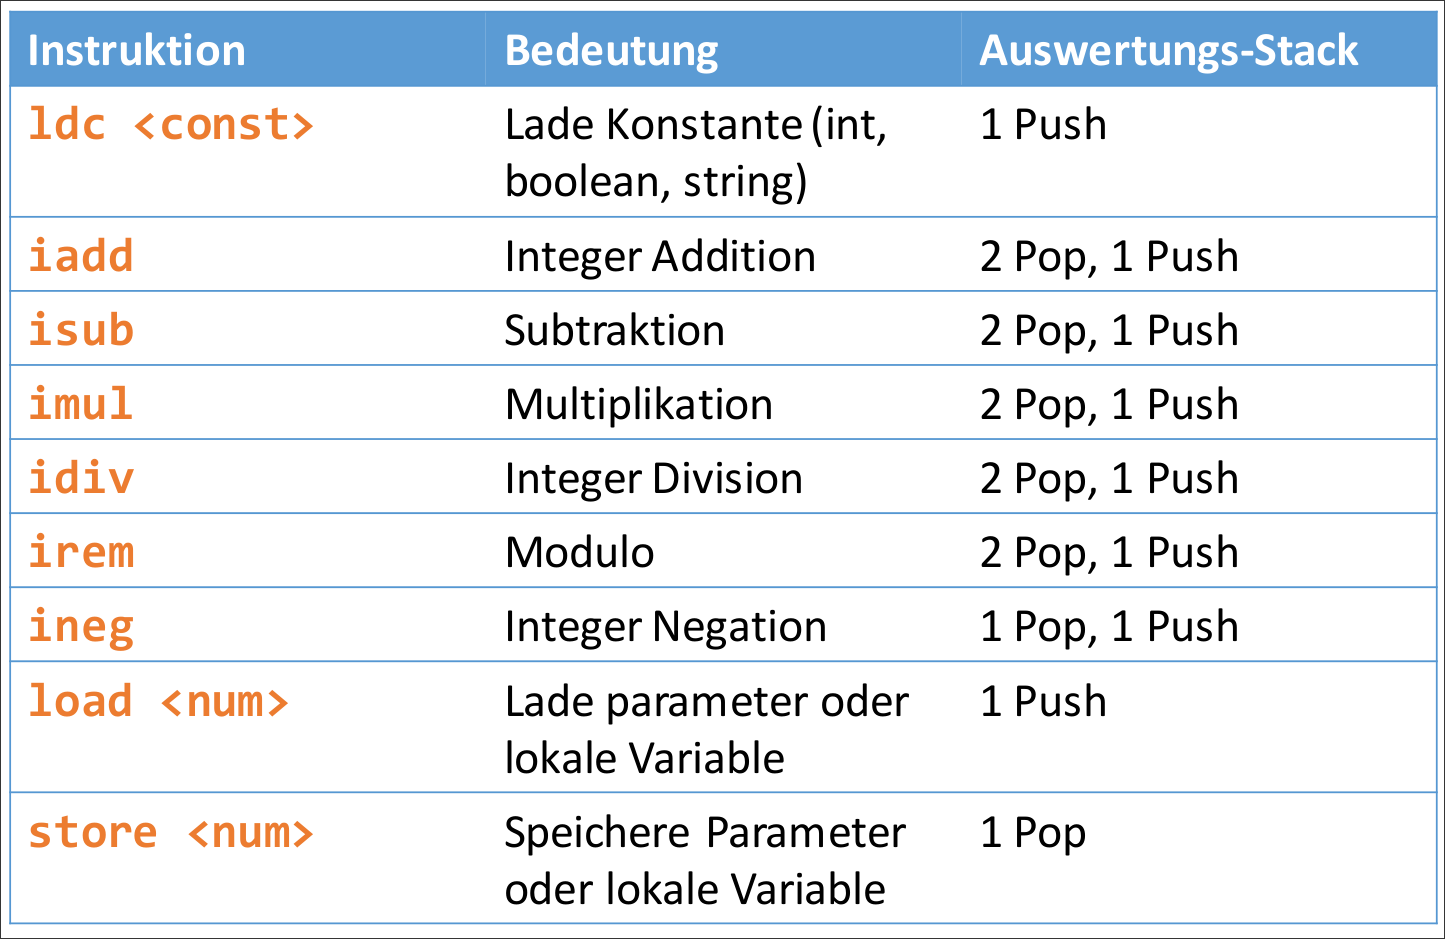 Instruktion Bedeutung Auswertungs-Stack
ldc <const> Lade Konstante (int, 1 Push
boolean, string)
iadd Integer Addition 2 Pop, 1 Push
isub Subtraktion 2 Pop, 1 Push
imul Multiplikation 2 Pop, 1 Push
idiv Integer Division 2 Pop, 1 Push
irem Modulo 2 Pop, 1 Push
ineg Integer Negation 1 Pop, 1 Push
load <num> Lade parameter oder 1 Push
lokale Variable
store <num> Speichere Parameter 1 Pop
oder lokale Variable